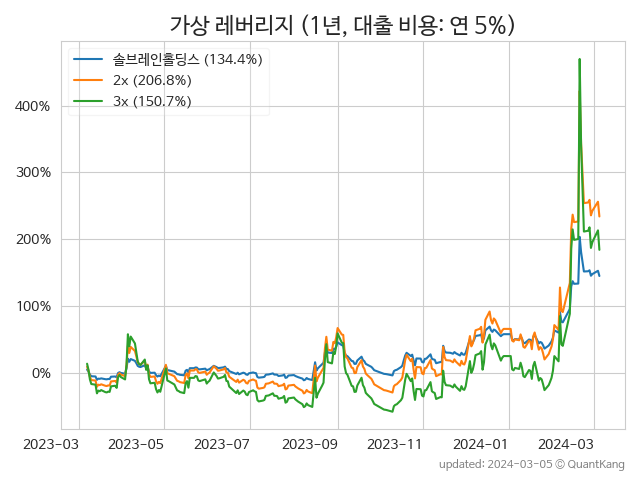 가상 레버리지 (1년, 대출 비용: 연 5%)
솔브레인홀딩스 (134.4%)
2x (206.8%)
3x (150.7%)
400%
300%
200%
100%
0%
2023-03 2023-05 2023-07 2023-09 2023-11 2024-01 2024-03
updated: 2024-03-05 © QuantKang